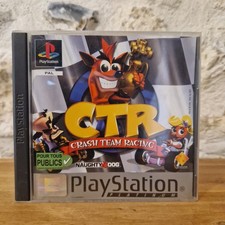 PlayStation
PAL
CTR
CRASH TEAM RACING
POUR TOUS
PUBLICS
NAUGHTY DOG
PlayStation
PLATINUM
PlayStation